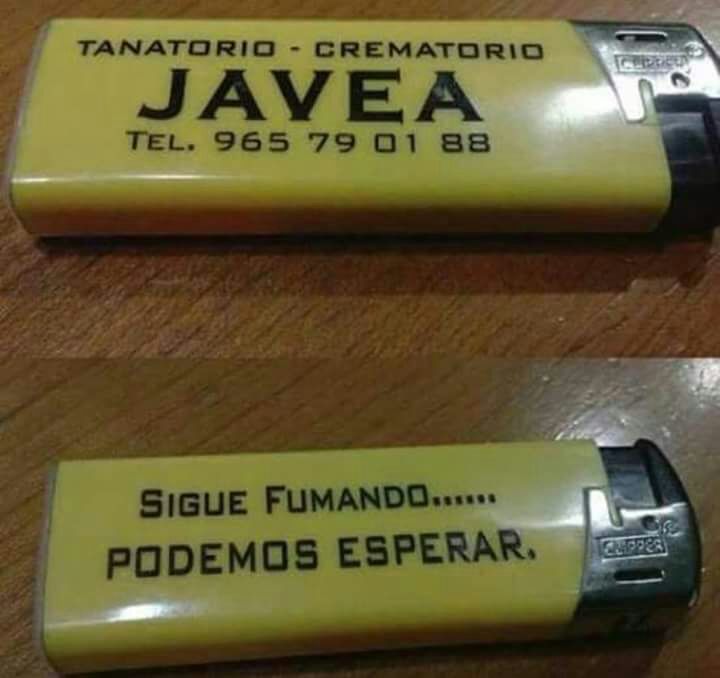 TANATORIO - CREMATORIO
JAVEA
TEL. 965 79 01 88
CLIPPER
SIGUE FUMANDO......
PODEMOS ESPERAR.
CLIPPER